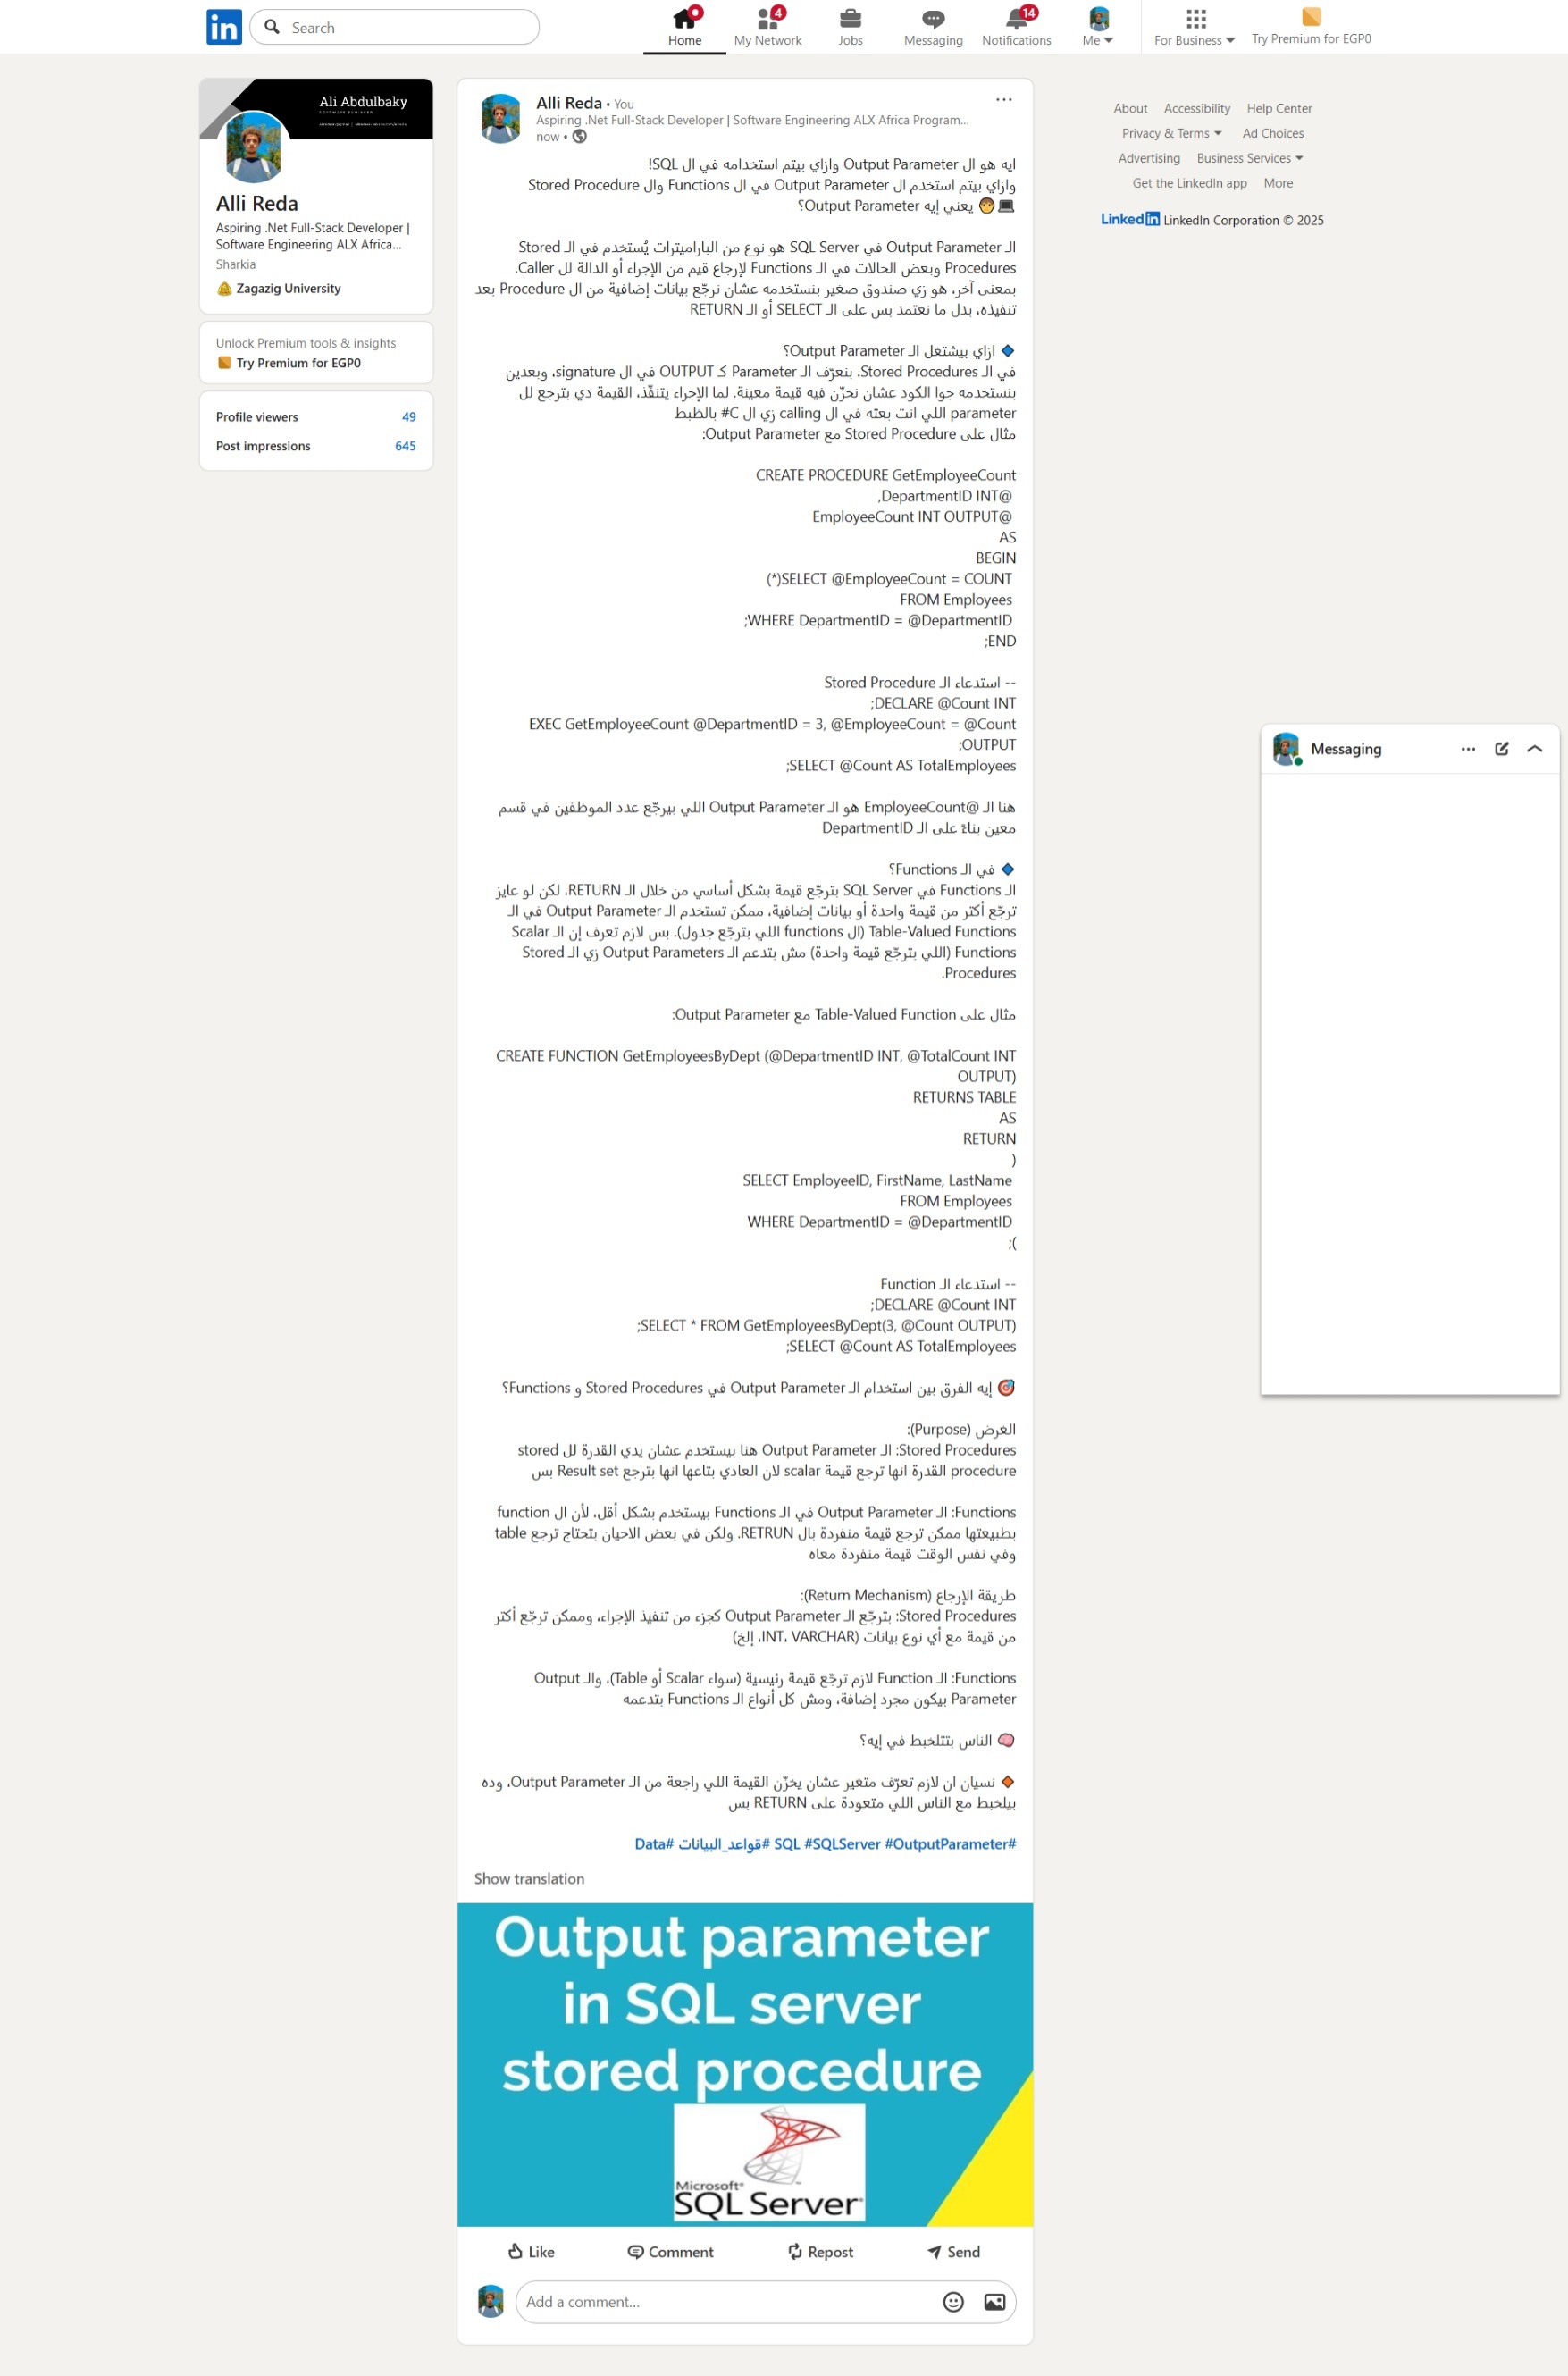 in
Search
Home
4
My Network
Jobs
Messaging
14
Notifications
Me
For Business
Try Premium for EGP0
Ali Abdulbaky
SOFTWARE ENGINEER
Alli Reda
Aspiring .Net Full-Stack Developer |
Software Engineering ALX Africa...
Sharkia
Zagazig University
Unlock Premium tools & insights
Try Premium for EGP0
Profile viewers 49
Post impressions 645
Alli Reda • You
Aspiring .Net Full-Stack Developer | Software Engineering ALX Africa Program...
now •
ايه هو ال Output Parameter وازاي بيتم استخدامه في ال SQL!
وازاي بيتم استخدم ال Output Parameter في ال Functions وال Stored Procedure
💻🧑 يعني إيه Output Parameter؟
الـ Output Parameter في SQL Server هو نوع من الباراميترات يُستخدم في الـ Stored
Procedures وبعض الحالات في الـ Functions لإرجاع قيم من الإجراء أو الدالة لل Caller.
بمعنى آخر، هو زي صندوق صغير بنستخدمه عشان نرجّع بيانات إضافية من ال Procedure بعد
تنفيذه، بدل ما نعتمد بس على الـ SELECT أو الـ RETURN
🔷 ازاي بيشتغل الـ Output Parameter؟
في الـ Stored Procedures، بنعرّف الـ Parameter كـ OUTPUT في ال signature، وبعدين
بنستخدمه جوا الكود عشان نخزّن فيه قيمة معينة. لما الإجراء يتنفّذ، القيمة دي بترجع لل
parameter اللي انت بعته في ال calling زي ال C# بالظبط
مثال على Stored Procedure مع Output Parameter:
CREATE PROCEDURE GetEmployeeCount
@DepartmentID INT,
@EmployeeCount INT OUTPUT
AS
BEGIN
SELECT @EmployeeCount = COUNT(*)
FROM Employees
WHERE DepartmentID = @DepartmentID;
END;
-- استدعاء الـ Stored Procedure
DECLARE @Count INT;
EXEC GetEmployeeCount @DepartmentID = 3, @EmployeeCount = @Count
OUTPUT;
SELECT @Count AS TotalEmployees;
هنا الـ @EmployeeCount هو الـ Output Parameter اللي بيرجّع عدد الموظفين في قسم
معين بناءً على الـ DepartmentID
🔷 في الـ Functions؟
الـ Functions في SQL Server بترجّع قيمة بشكل أساسي من خلال الـ RETURN، لكن لو عايز
ترجّع أكتر من قيمة واحدة أو بيانات إضافية، ممكن تستخدم الـ Output Parameter في الـ
Table-Valued Functions (ال functions اللي بترجّع جدول). بس لازم تعرف إن الـ Scalar
Functions (اللي بترجّع قيمة واحدة) مش بتدعم الـ Output Parameters زي الـ Stored
Procedures.
مثال على Table-Valued Function مع Output Parameter:
CREATE FUNCTION GetEmployeesByDept (@DepartmentID INT, @TotalCount INT
OUTPUT)
RETURNS TABLE
AS
RETURN
(
SELECT EmployeeID, FirstName, LastName
FROM Employees
WHERE DepartmentID = @DepartmentID
);
-- استدعاء الـ Function
DECLARE @Count INT;
SELECT * FROM GetEmployeesByDept(3, @Count OUTPUT);
SELECT @Count AS TotalEmployees;
🎯 إيه الفرق بين استخدام الـ Output Parameter في Stored Procedures و Functions؟
الغرض (Purpose):
Stored Procedures: الـ Output Parameter هنا بيستخدم عشان يدي القدرة لل stored
procedure القدرة انها ترجع قيمة scalar لان العادي بتاعها انها بترجع Result set بس
Functions: الـ Output Parameter في الـ Functions بيستخدم بشكل أقل، لأن ال function
بطبيعتها ممكن ترجع قيمة منفردة بال RETRUN. ولكن في بعض الاحيان بتحتاج ترجع table
وفي نفس الوقت قيمة منفردة معاه
طريقة الإرجاع (Return Mechanism):
Stored Procedures: بترجّع الـ Output Parameter كجزء من تنفيذ الإجراء، وممكن ترجّع أكتر
من قيمة مع أي نوع بيانات (INT، VARCHAR، إلخ)
Functions: الـ Function لازم ترجّع قيمة رئيسية (سواء Scalar أو Table)، والـ Output
Parameter بيكون مجرد إضافة، ومش كل أنواع الـ Functions بتدعمه
🧠 الناس بتتلخبط في إيه؟
🔶 نسيان ان لازم تعرّف متغير عشان يخزّن القيمة اللي راجعة من الـ Output Parameter، وده
بيلخبط مع الناس اللي متعودة على RETURN بس
#SQL #SQLServer #OutputParameter #قواعد_البيانات #Data
Show translation
Output parameter
in SQL server
stored procedure
Microsoft®
SQL Server®
Like
Comment
Repost
Send
Add a comment...
About Accessibility Help Center
Privacy & Terms Ad Choices
Advertising Business Services
Get the LinkedIn app More
LinkedIn LinkedIn Corporation © 2025
Messaging